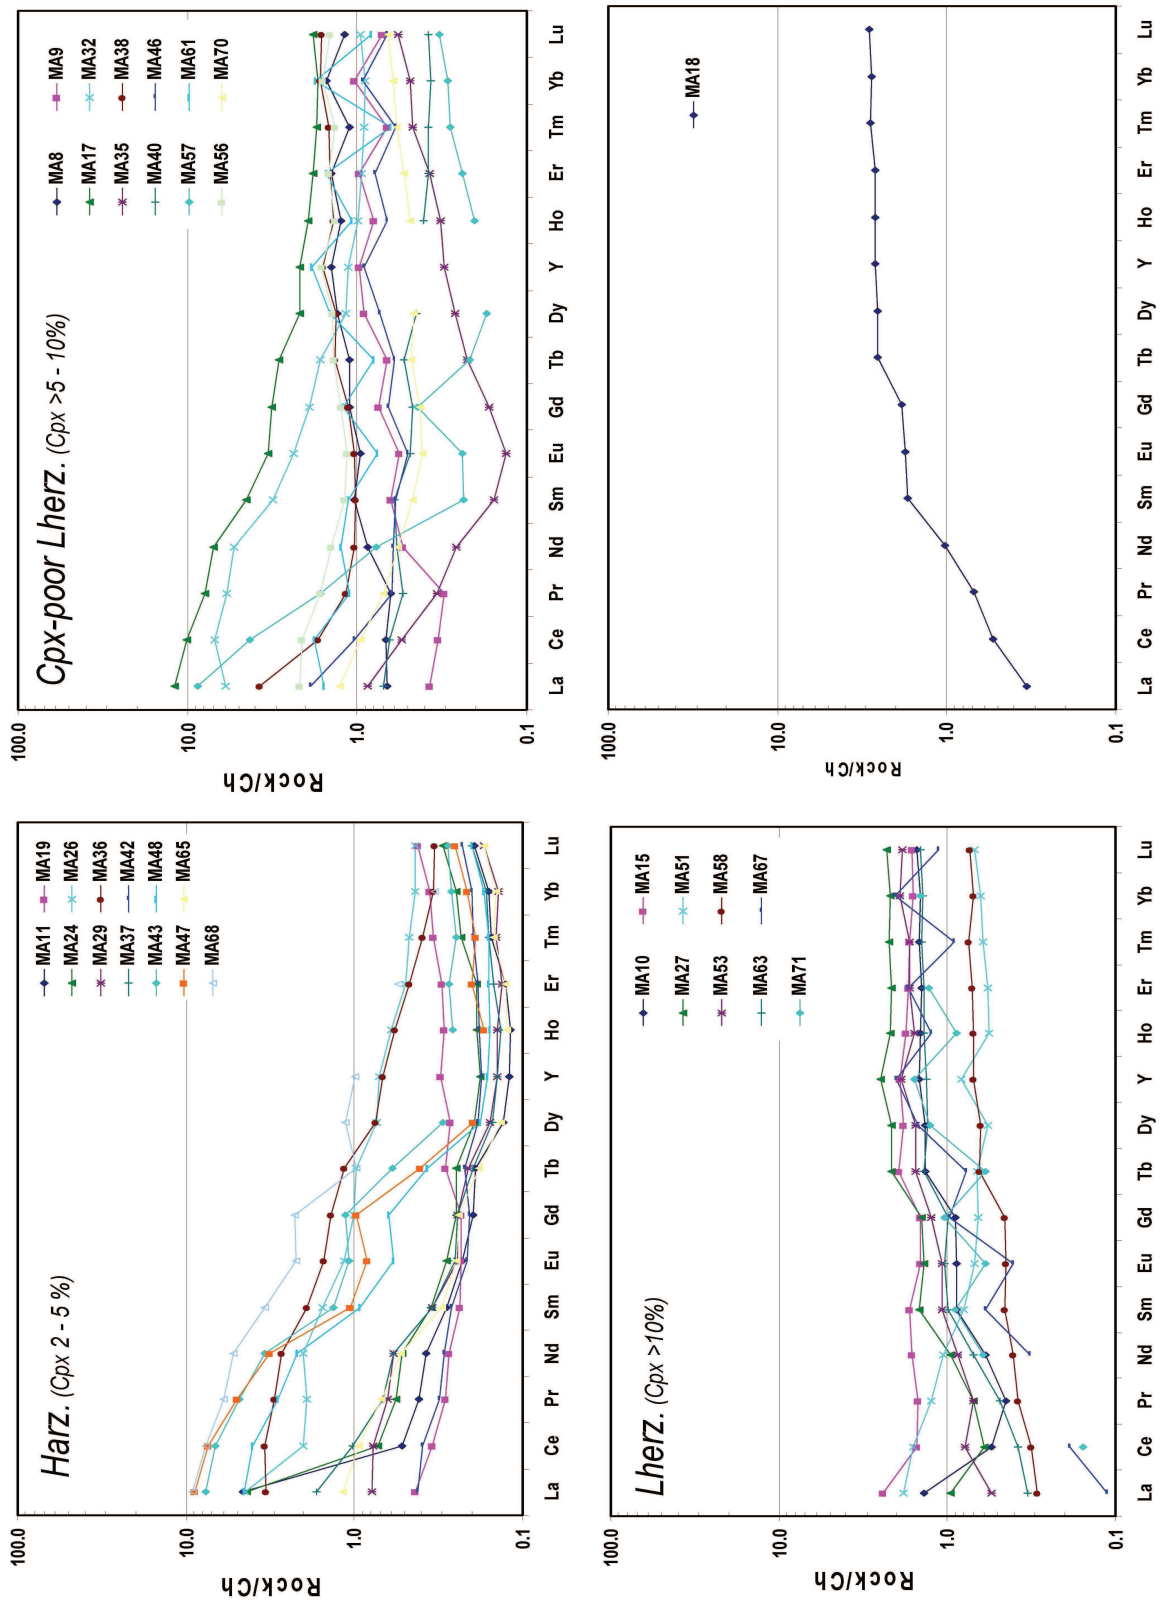 Harz. (Cpx 2 - 5 %)
MA11
MA19
MA24
MA26
MA29
MA36
MA37
MA42
MA43
MA48
MA47
MA65
MA68
Rock/Ch
100.0
10.0
1.0
0.1
La Ce Pr Nd Sm Eu Gd Tb Dy Y Ho Er Tm Yb Lu
Cpx-poor Lherz. (Cpx >5 - 10%)
MA8
MA9
MA17
MA32
MA35
MA38
MA40
MA46
MA57
MA61
MA56
MA70
Rock/Ch
100.0
10.0
1.0
0.1
La Ce Pr Nd Sm Eu Gd Tb Dy Y Ho Er Tm Yb Lu
Lherz. (Cpx >10%)
MA10
MA15
MA27
MA51
MA53
MA58
MA63
MA67
MA71
Rock/Ch
100.0
10.0
1.0
0.1
La Ce Pr Nd Sm Eu Gd Tb Dy Y Ho Er Tm Yb Lu
MA18
Rock/Ch
100.0
10.0
1.0
0.1
La Ce Pr Nd Sm Eu Gd Tb Dy Y Ho Er Tm Yb Lu